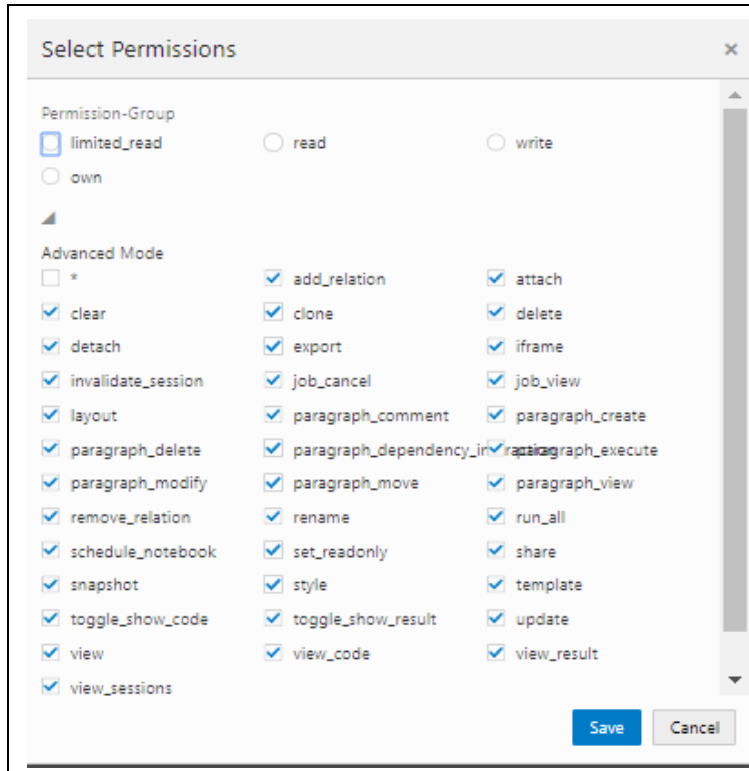 Select Permissions ×
Permission-Group
limited_read read write
own
Advanced Mode
* add_relation attach
clear clone delete
detach export iframe
invalidate_session job_cancel job_view
layout paragraph_comment paragraph_create
paragraph_delete paragraph_dependency_interaction paragraph_execute
paragraph_modify paragraph_move paragraph_view
remove_relation rename run_all
schedule_notebook set_readonly share
snapshot style template
toggle_show_code toggle_show_result update
view view_code view_result
view_sessions
Save Cancel